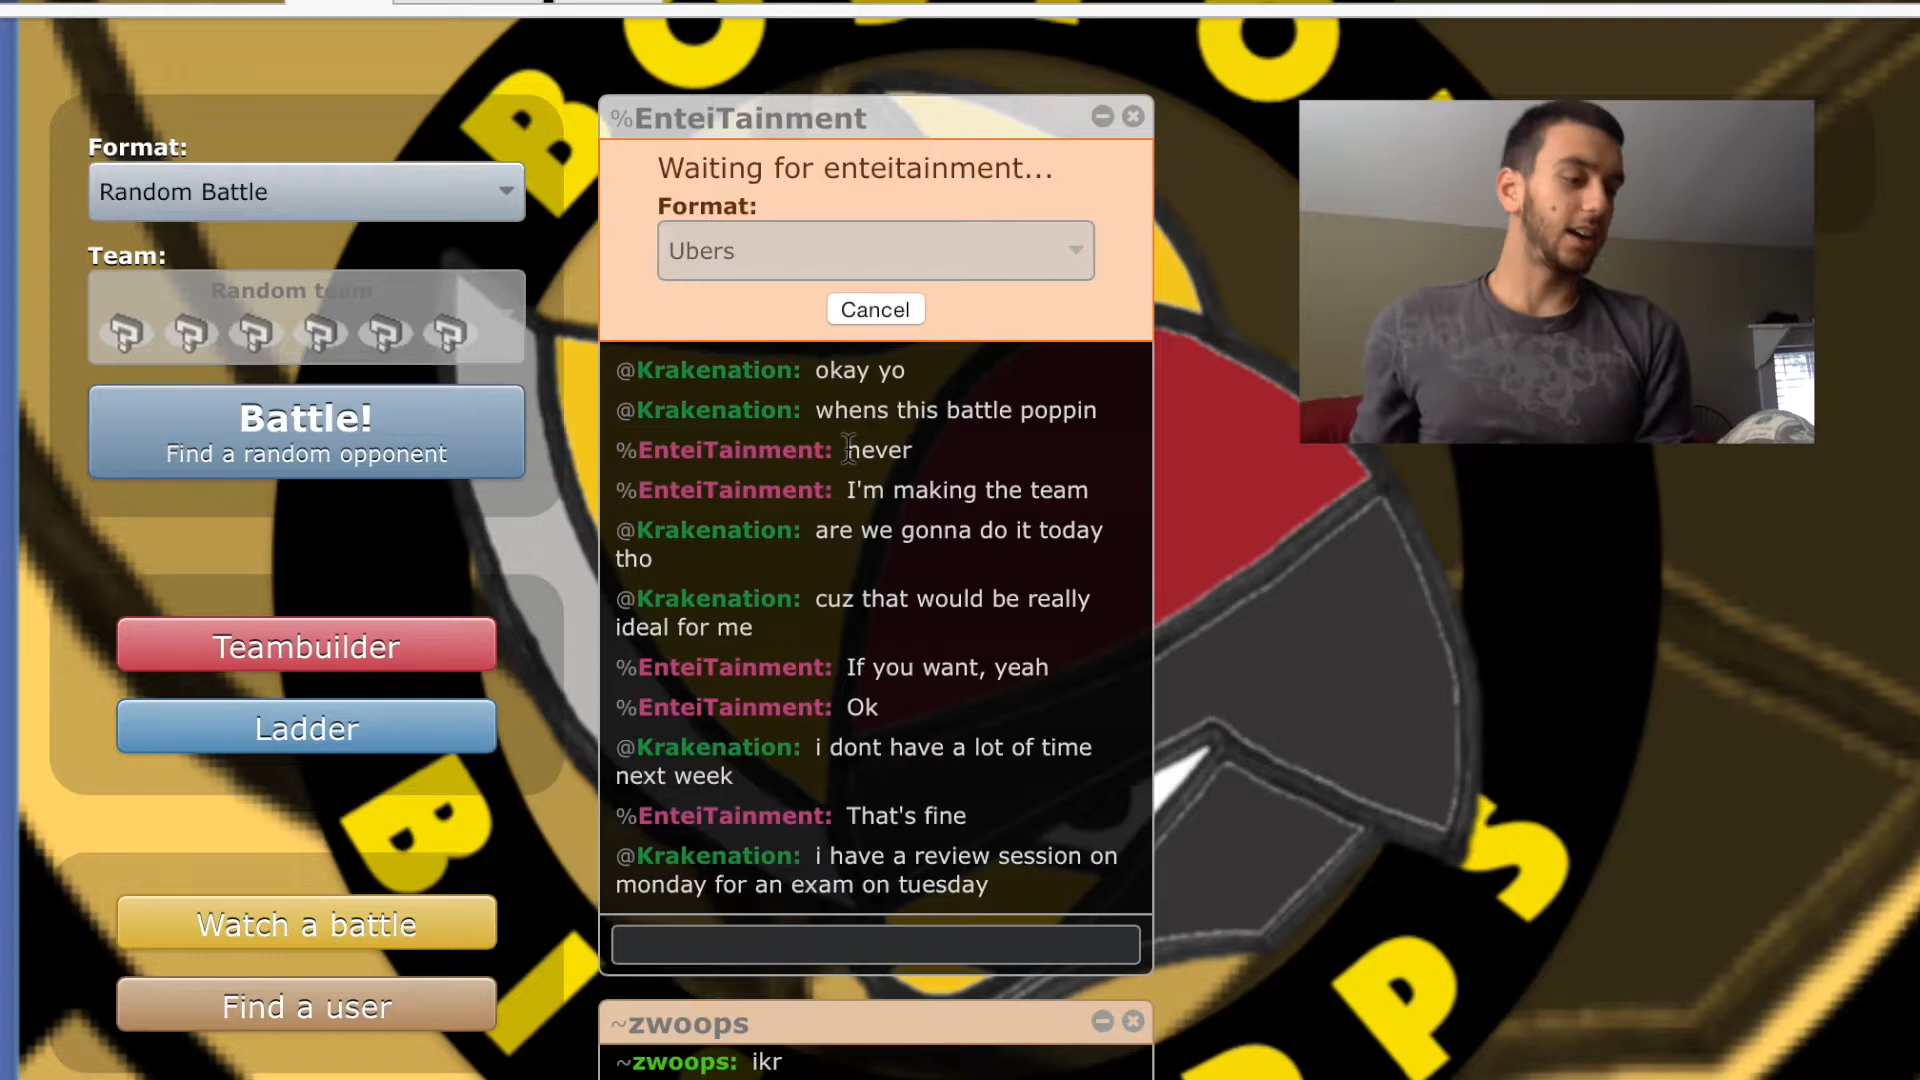 Format:
Random Battle
Team:
Random team
Battle!
Find a random opponent
Teambuilder
Ladder
Watch a battle
Find a user
%EnteiTainment
Waiting for enteitainment...
Format:
Ubers
Cancel
@Krakenation: okay yo
@Krakenation: whens this battle poppin
%EnteiTainment: never
%EnteiTainment: I'm making the team
@Krakenation: are we gonna do it today
tho
@Krakenation: cuz that would be really
ideal for me
%EnteiTainment: If you want, yeah
%EnteiTainment: Ok
@Krakenation: i dont have a lot of time
next week
%EnteiTainment: That's fine
@Krakenation: i have a review session on
monday for an exam on tuesday
~zwoops
~zwoops: ikr